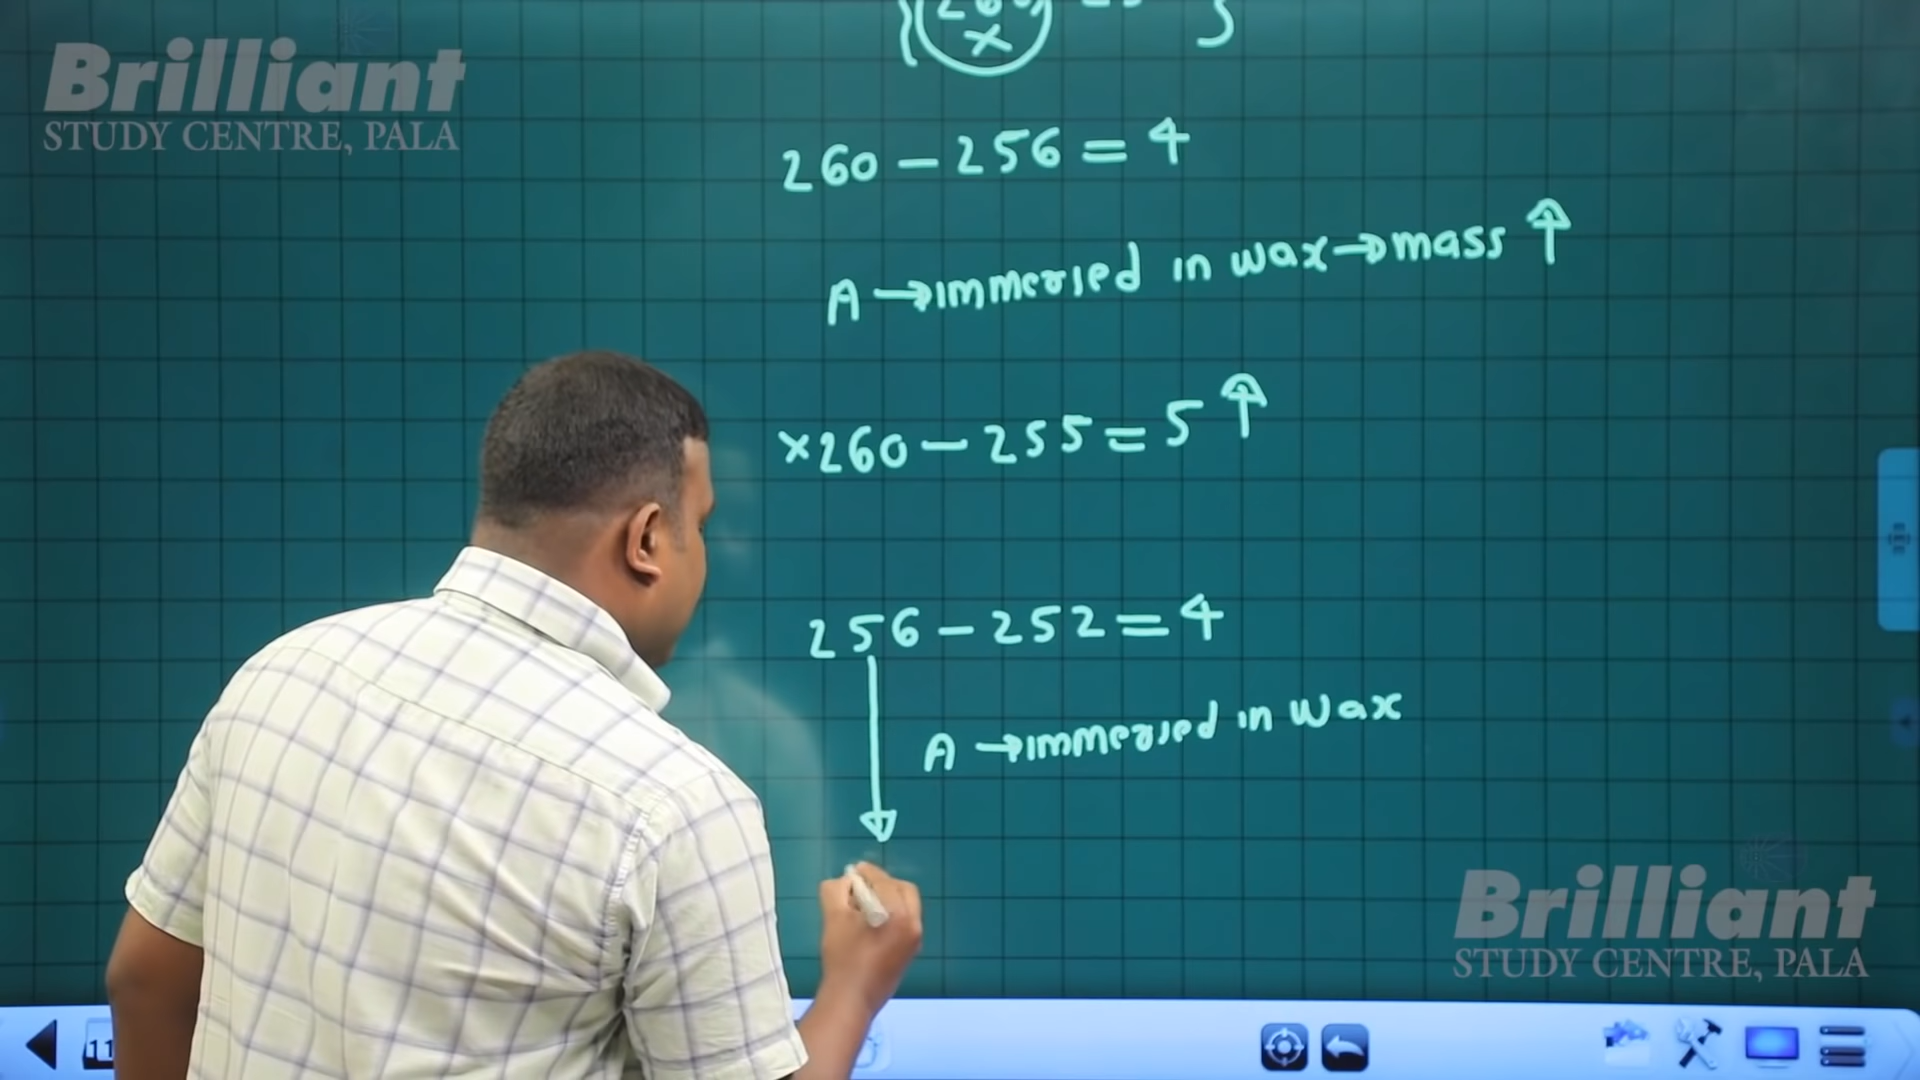 Brilliant
STUDY CENTRE, PALA
x
260 – 256 = 4
A → immersed in wax → mass ↑
×260 – 255 = 5 ↑
256 – 252 = 4
A → immersed in wax
Brilliant
STUDY CENTRE, PALA
11